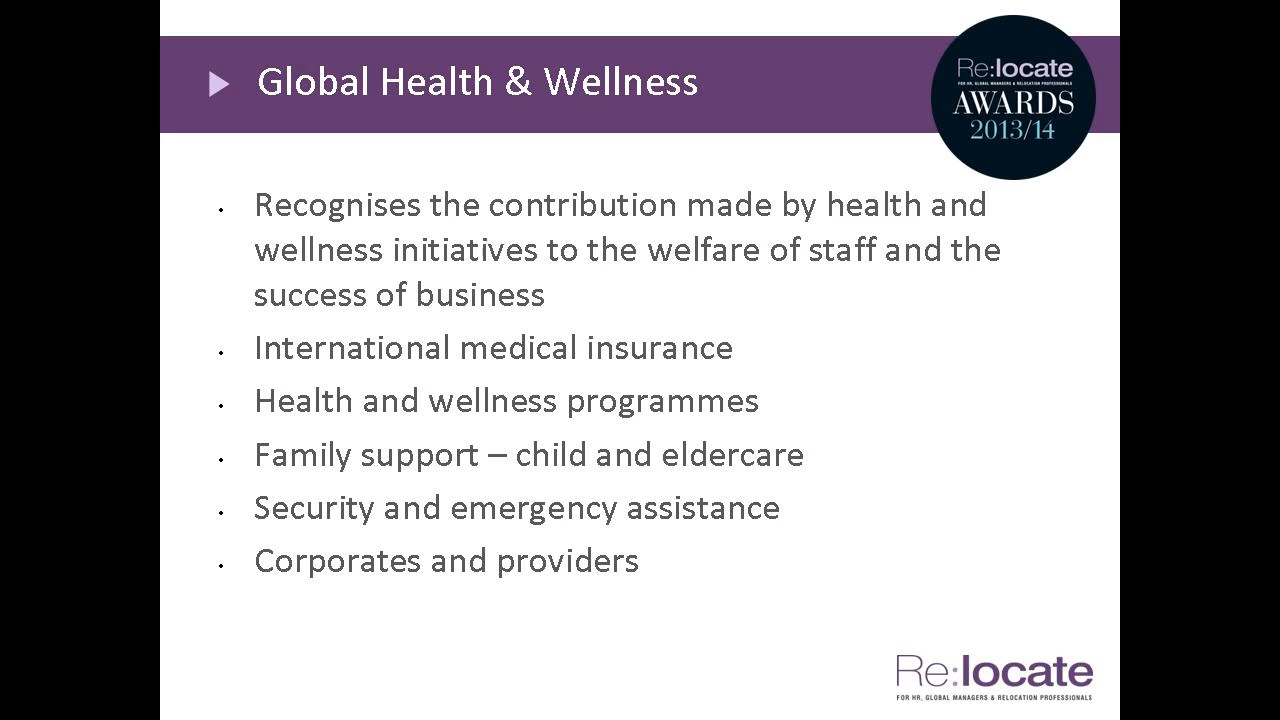 Global Health & Wellness
Re:locate
FOR HR, GLOBAL MANAGERS & RELOCATION PROFESSIONALS
AWARDS
2013/14
• Recognises the contribution made by health and
wellness initiatives to the welfare of staff and the
success of business
• International medical insurance
• Health and wellness programmes
• Family support – child and eldercare
• Security and emergency assistance
• Corporates and providers
Re:locate
FOR HR, GLOBAL MANAGERS & RELOCATION PROFESSIONALS